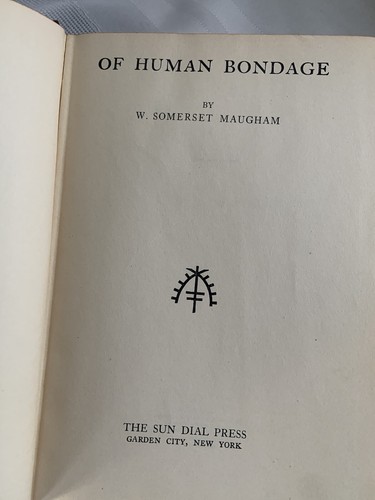 OF HUMAN BONDAGE
BY
W. SOMERSET MAUGHAM
THE SUN DIAL PRESS
GARDEN CITY, NEW YORK